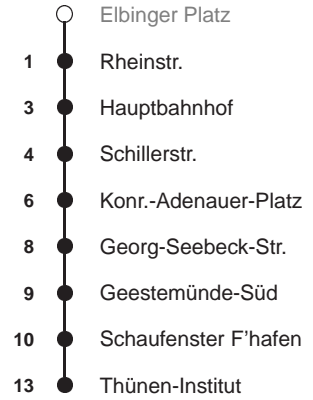 Elbinger Platz
1 Rheinstr.
3 Hauptbahnhof
4 Schillerstr.
6 Konr.-Adenauer-Platz
8 Georg-Seebeck-Str.
9 Geestemünde-Süd
10 Schaufenster F'hafen
13 Thünen-Institut